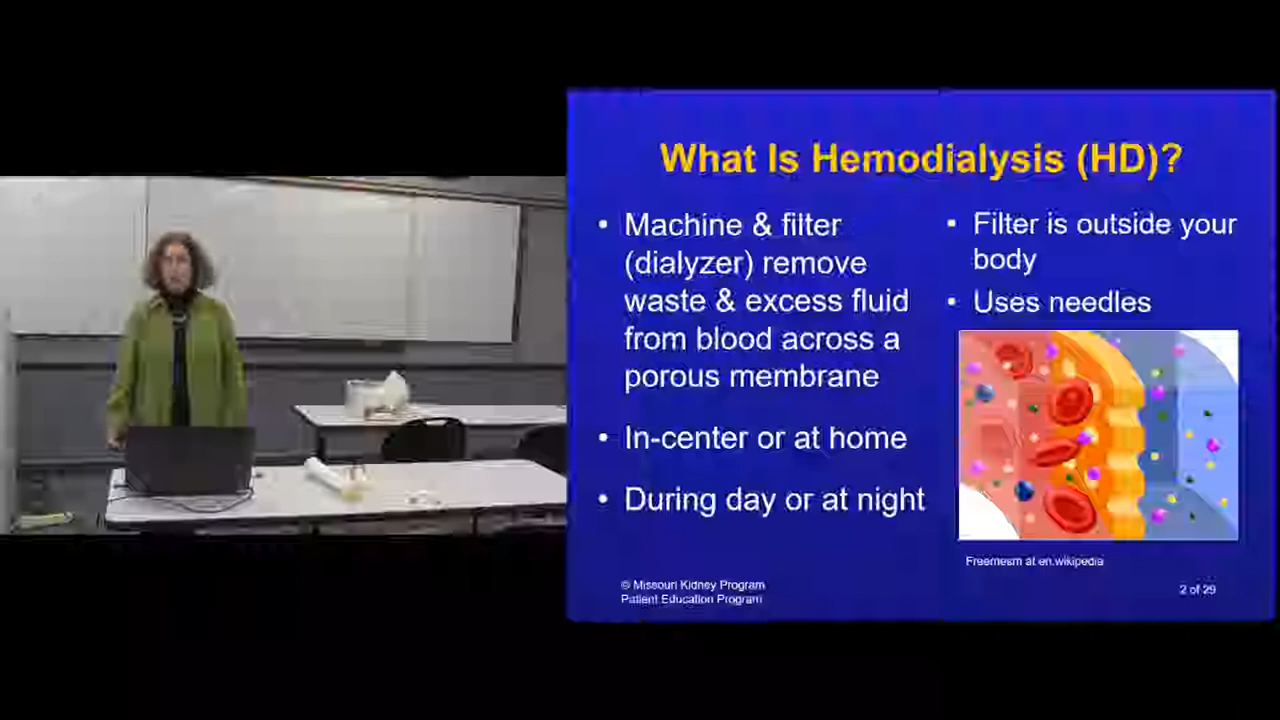 What Is Hemodialysis (HD)?
• Machine & filter
(dialyzer) remove
waste & excess fluid
from blood across a
porous membrane
• In-center or at home
• During day or at night
• Filter is outside your
body
• Uses needles
Freemesm at en.wikipedia
© Missouri Kidney Program
Patient Education Program
2 of 29